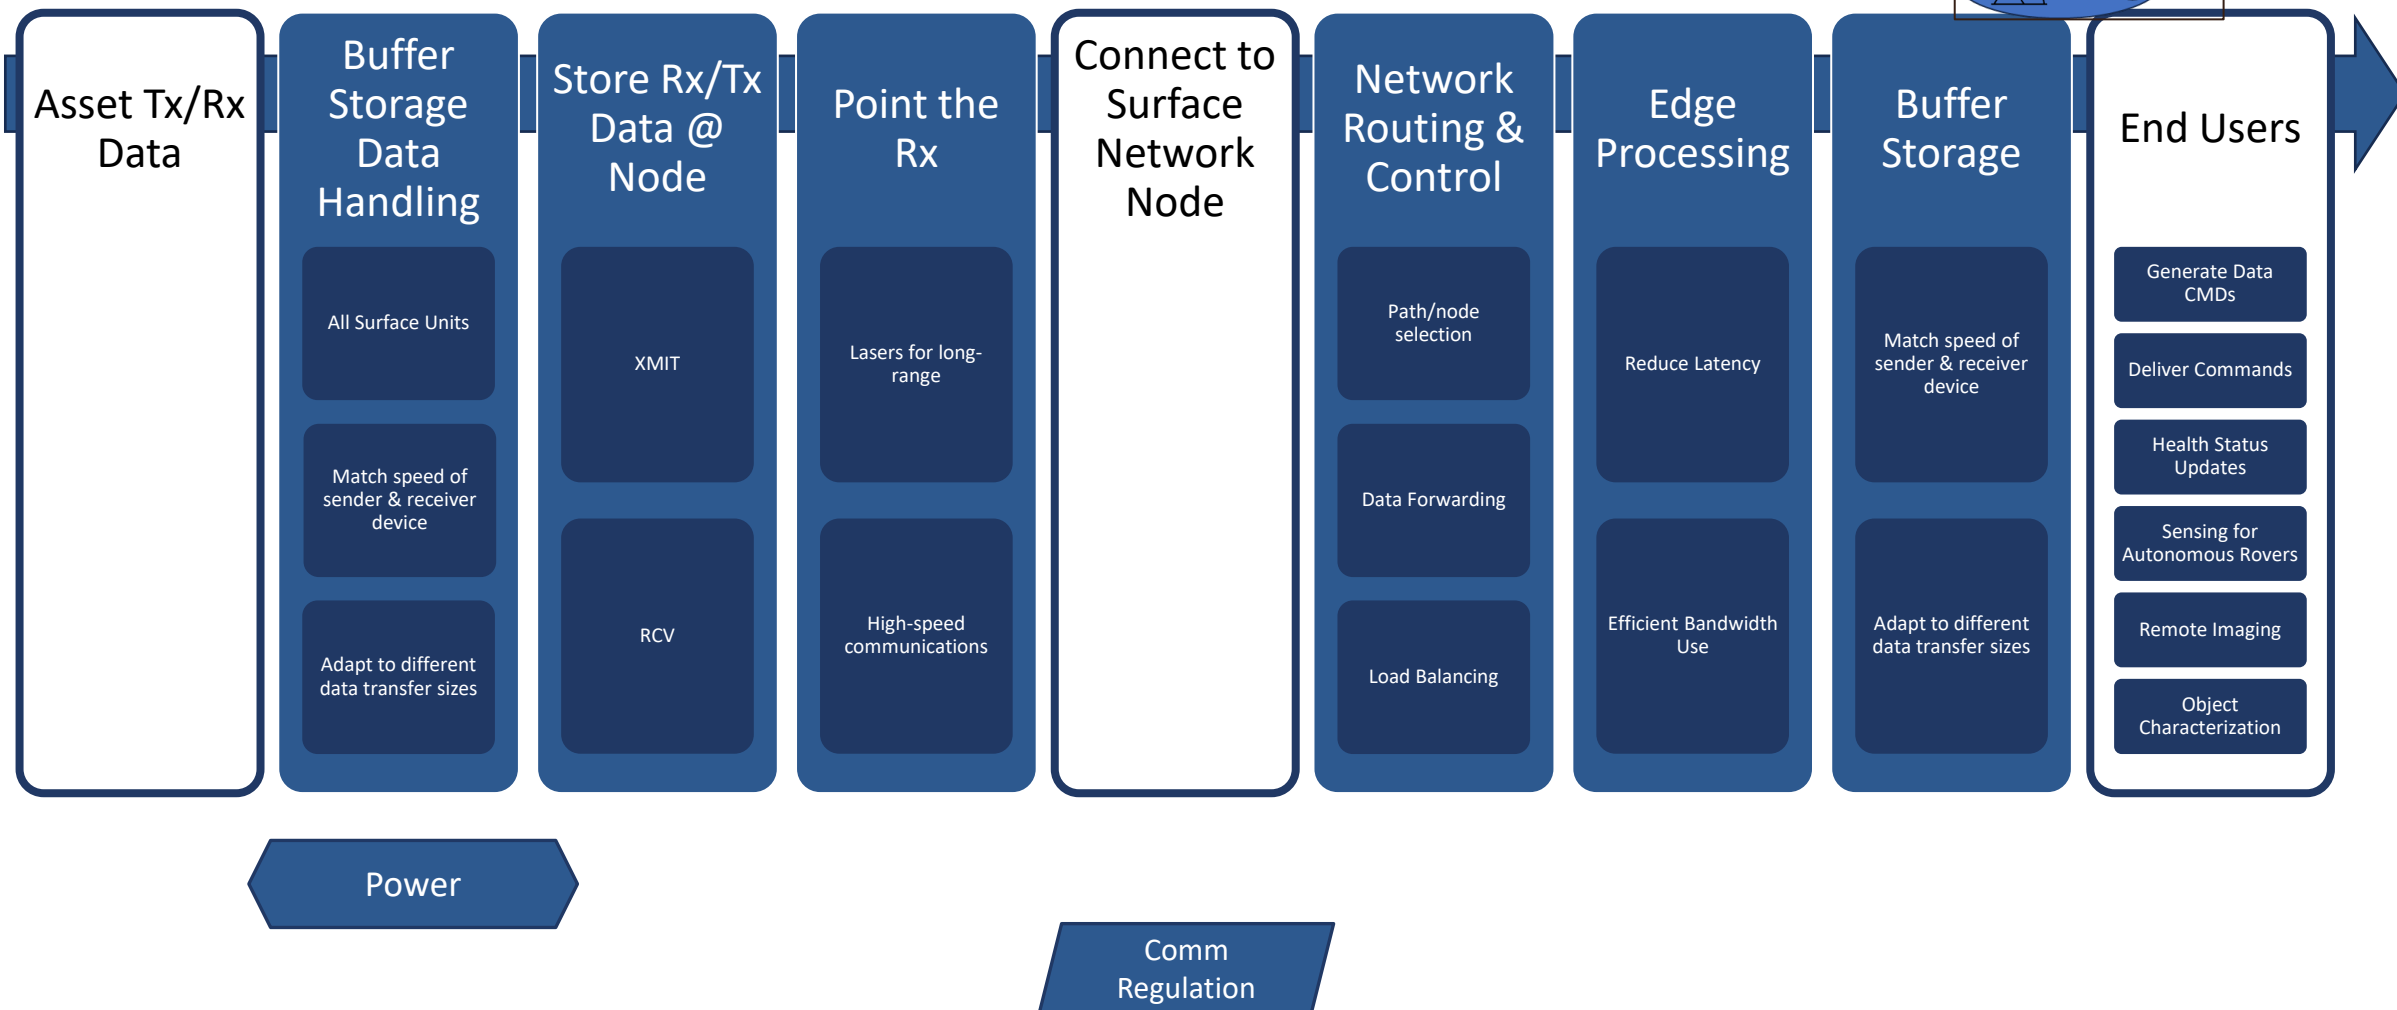 Asset Tx/Rx
Data
Buffer
Storage
Data
Handling
All Surface Units
Match speed of
sender & receiver
device
Adapt to different
data transfer sizes
Store Rx/Tx
Data @
Node
XMIT
RCV
Point the
Rx
Lasers for long-
range
High-speed
communications
Connect to
Surface
Network
Node
Network
Routing &
Control
Path/node
selection
Data Forwarding
Load Balancing
Edge
Processing
Reduce Latency
Efficient Bandwidth
Use
Buffer
Storage
Match speed of
sender & receiver
device
Adapt to different
data transfer sizes
End Users
Generate Data
CMDs
Deliver Commands
Health Status
Updates
Sensing for
Autonomous Rovers
Remote Imaging
Object
Characterization
Power
Comm
Regulation